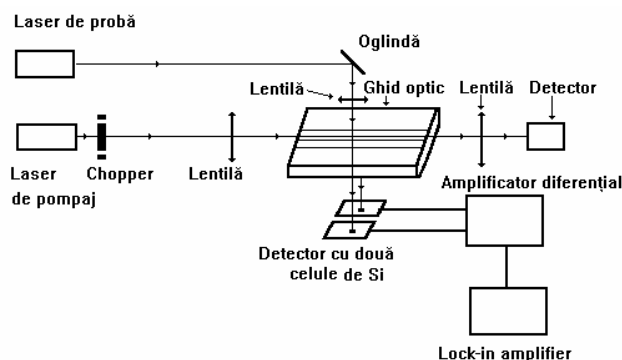 Laser de probă
Oglindă
Lentilă
Ghid optic
Lentilă
Detector
Laser
de pompaj
Chopper
Lentilă
Amplificator diferențial
Detector cu două
celule de Si
Lock-in amplifier